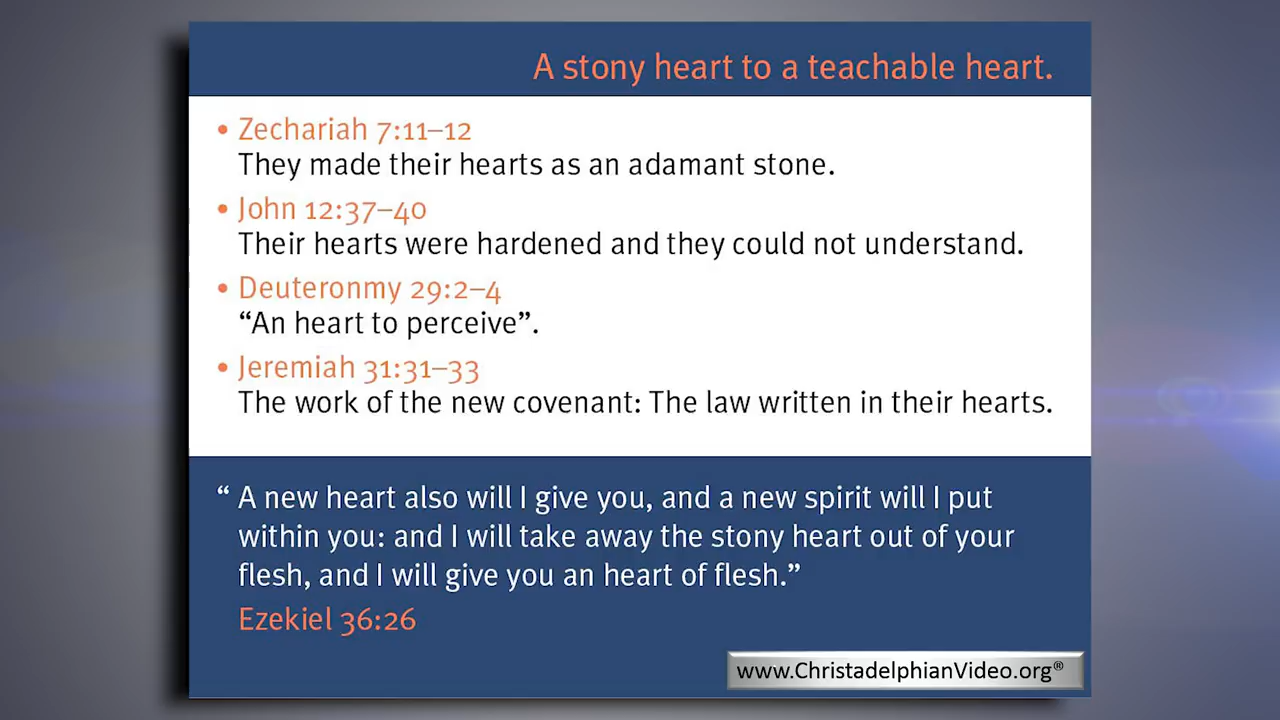 A stony heart to a teachable heart.
• Zechariah 7:11–12
They made their hearts as an adamant stone.
• John 12:37–40
Their hearts were hardened and they could not understand.
• Deuteronmy 29:2–4
“An heart to perceive”.
• Jeremiah 31:31–33
The work of the new covenant: The law written in their hearts.
“ A new heart also will I give you, and a new spirit will I put
within you: and I will take away the stony heart out of your
flesh, and I will give you an heart of flesh.”
Ezekiel 36:26
www.ChristadelphianVideo.org®